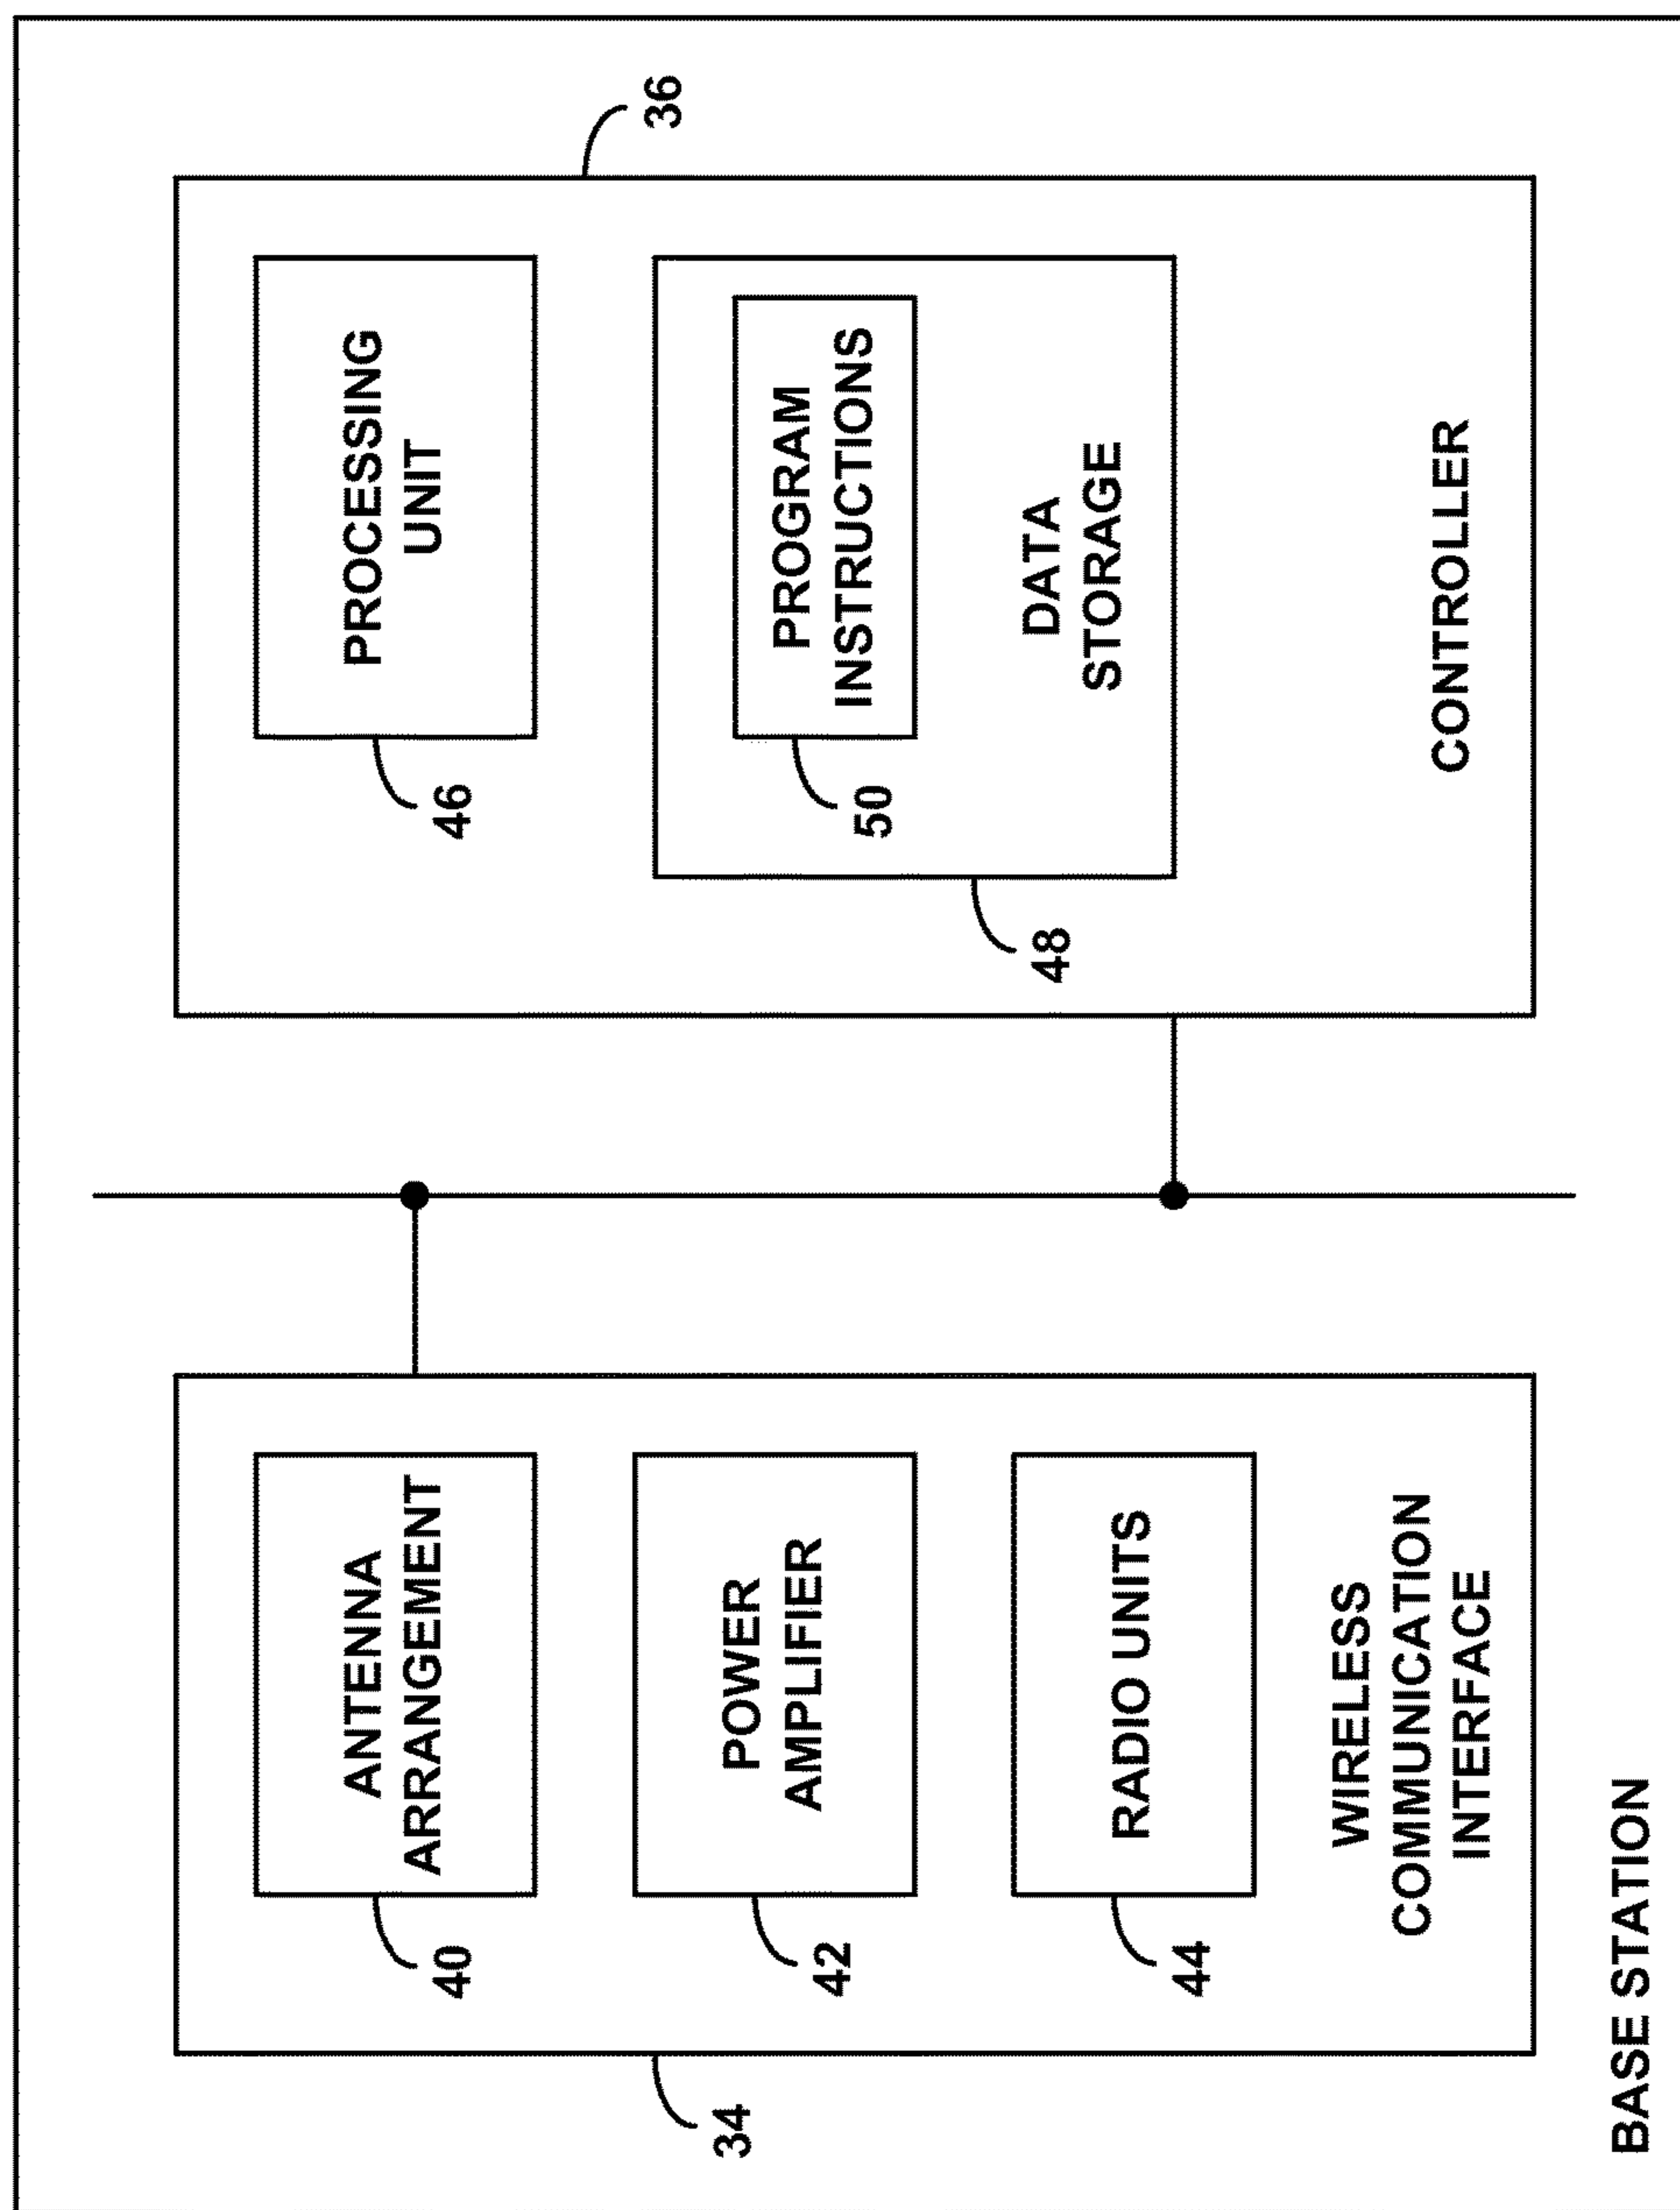 34
40
ANTENNA
ARRANGEMENT
42
POWER
AMPLIFIER
44
RADIO UNITS
WIRELESS
COMMUNICATION
INTERFACE
36
46
PROCESSING
UNIT
50
PROGRAM
INSTRUCTIONS
48
DATA
STORAGE
CONTROLLER
BASE STATION